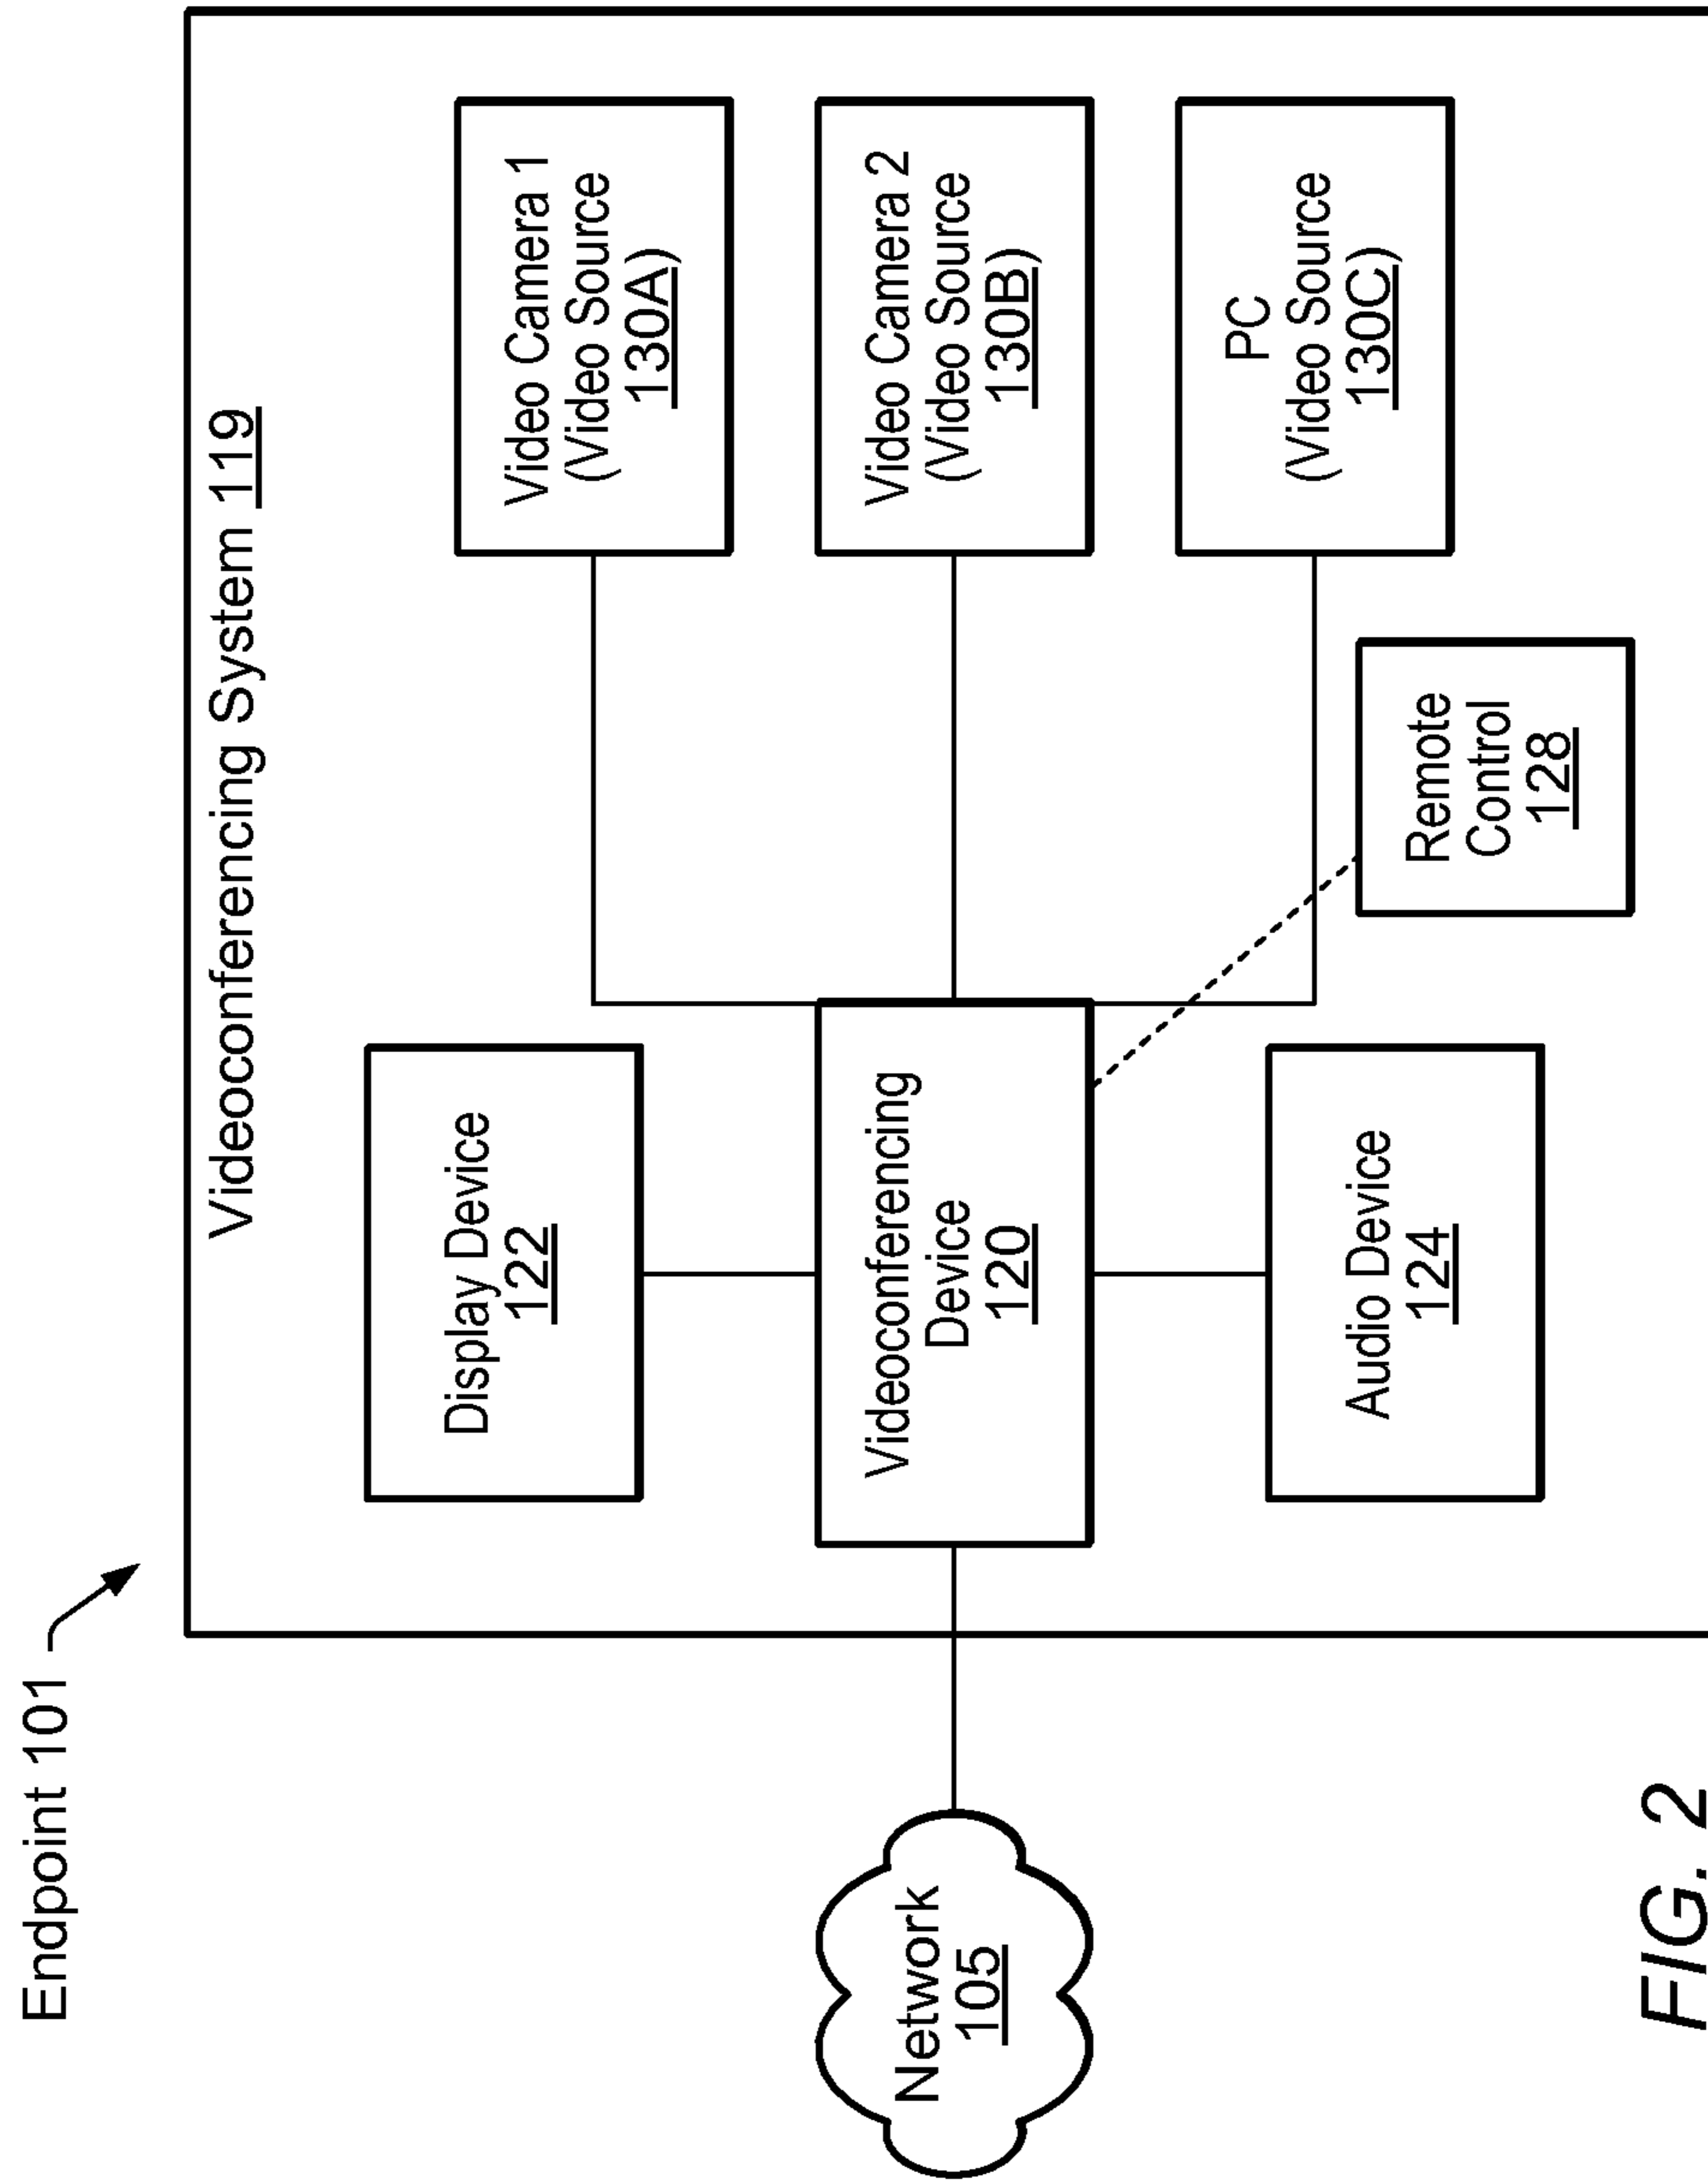 Endpoint 101
Videoconferencing System 119
Display Device
122
Video Camera 1
(Video Source
130A)
Network
105
Videoconferencing
Device
120
Video Camera 2
(Video Source
130B)
Audio Device
124
Remote
Control
128
PC
(Video Source
130C)
FIG. 2